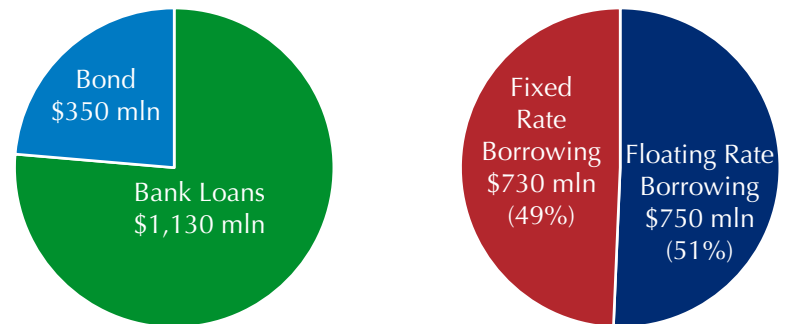 Bond
$350 mln
Bank Loans
$1,130 mln
Fixed
Rate
Borrowing
$730 mln
(49%)
Floating Rate
Borrowing
$750 mln
(51%)